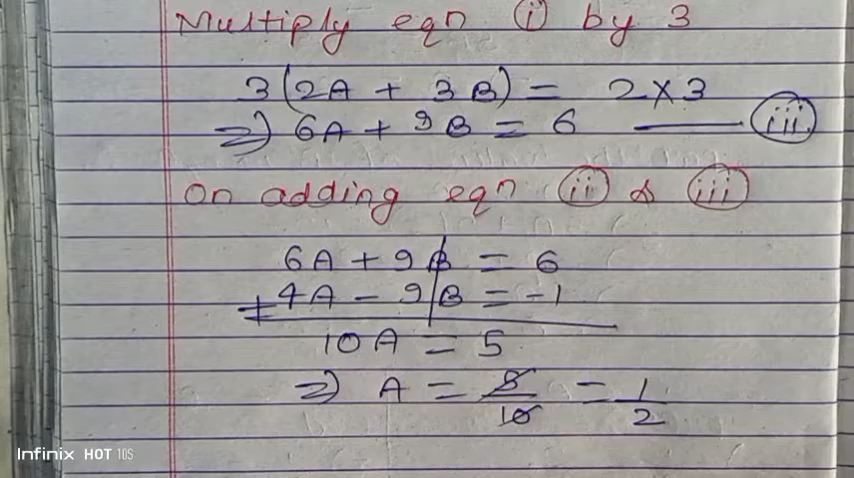 Multiply eqn (i) by 3
3(2A + 3B) = 2×3
⇒) 6A + 9B = 6 —— (iii)
On adding eqn (ii) & (iii)
6A + 9B = 6
+ 4A - 9B = -1
10A = 5
⇒) A = 5/10 = 1/2
Infinix HOT 10S